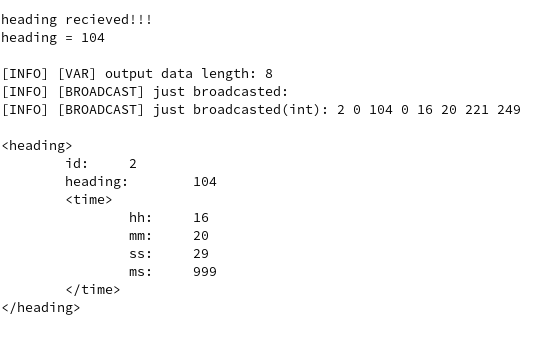 heading recieved!!!
heading = 104
[INFO] [VAR] output data length: 8
[INFO] [BROADCAST] just broadcasted:
[INFO] [BROADCAST] just broadcasted(int): 2 0 104 0 16 20 221 249
<heading>
id: 2
heading: 104
<time>
hh: 16
mm: 20
ss: 29
ms: 999
</time>
</heading>